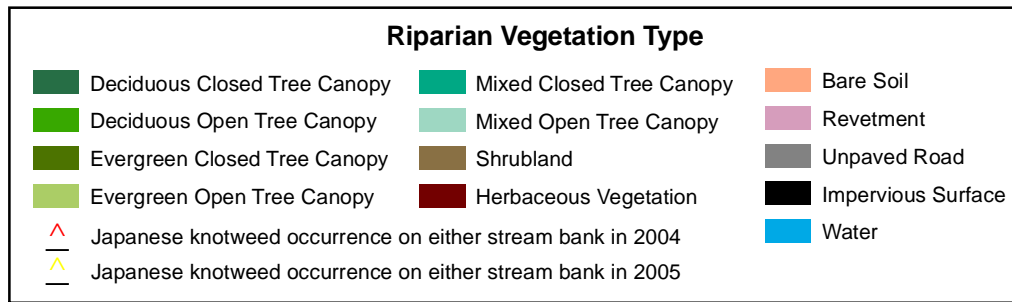 Riparian Vegetation Type
Deciduous Closed Tree Canopy
Deciduous Open Tree Canopy
Evergreen Closed Tree Canopy
Evergreen Open Tree Canopy
^ Japanese knotweed occurrence on either stream bank in 2004
^ Japanese knotweed occurrence on either stream bank in 2005
Mixed Closed Tree Canopy
Mixed Open Tree Canopy
Shrubland
Herbaceous Vegetation
Bare Soil
Revetment
Unpaved Road
Impervious Surface
Water